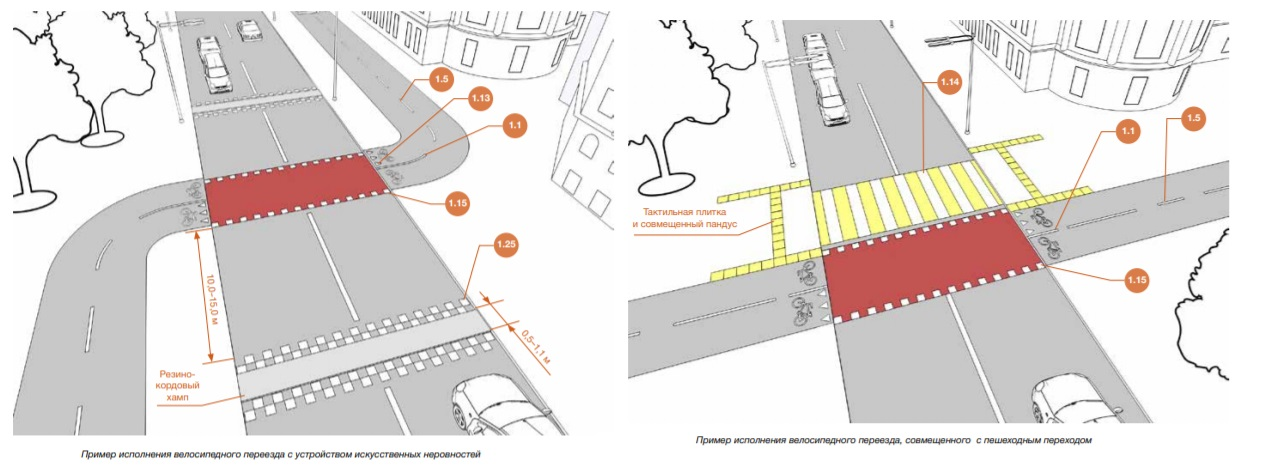 1.5
1.13
1.1
1.15
1.25
10,0–15,0 м
0.5–1,1 м
Резино-
кордовый
хамп
Пример исполнения велосипедного переезда с устройством искусственных неровностей
1.14
1.5
1.1
Тактильная плитка
и совмещенный пандус
1.15
Пример исполнения велосипедного переезда, совмещенного с пешеходным переходом